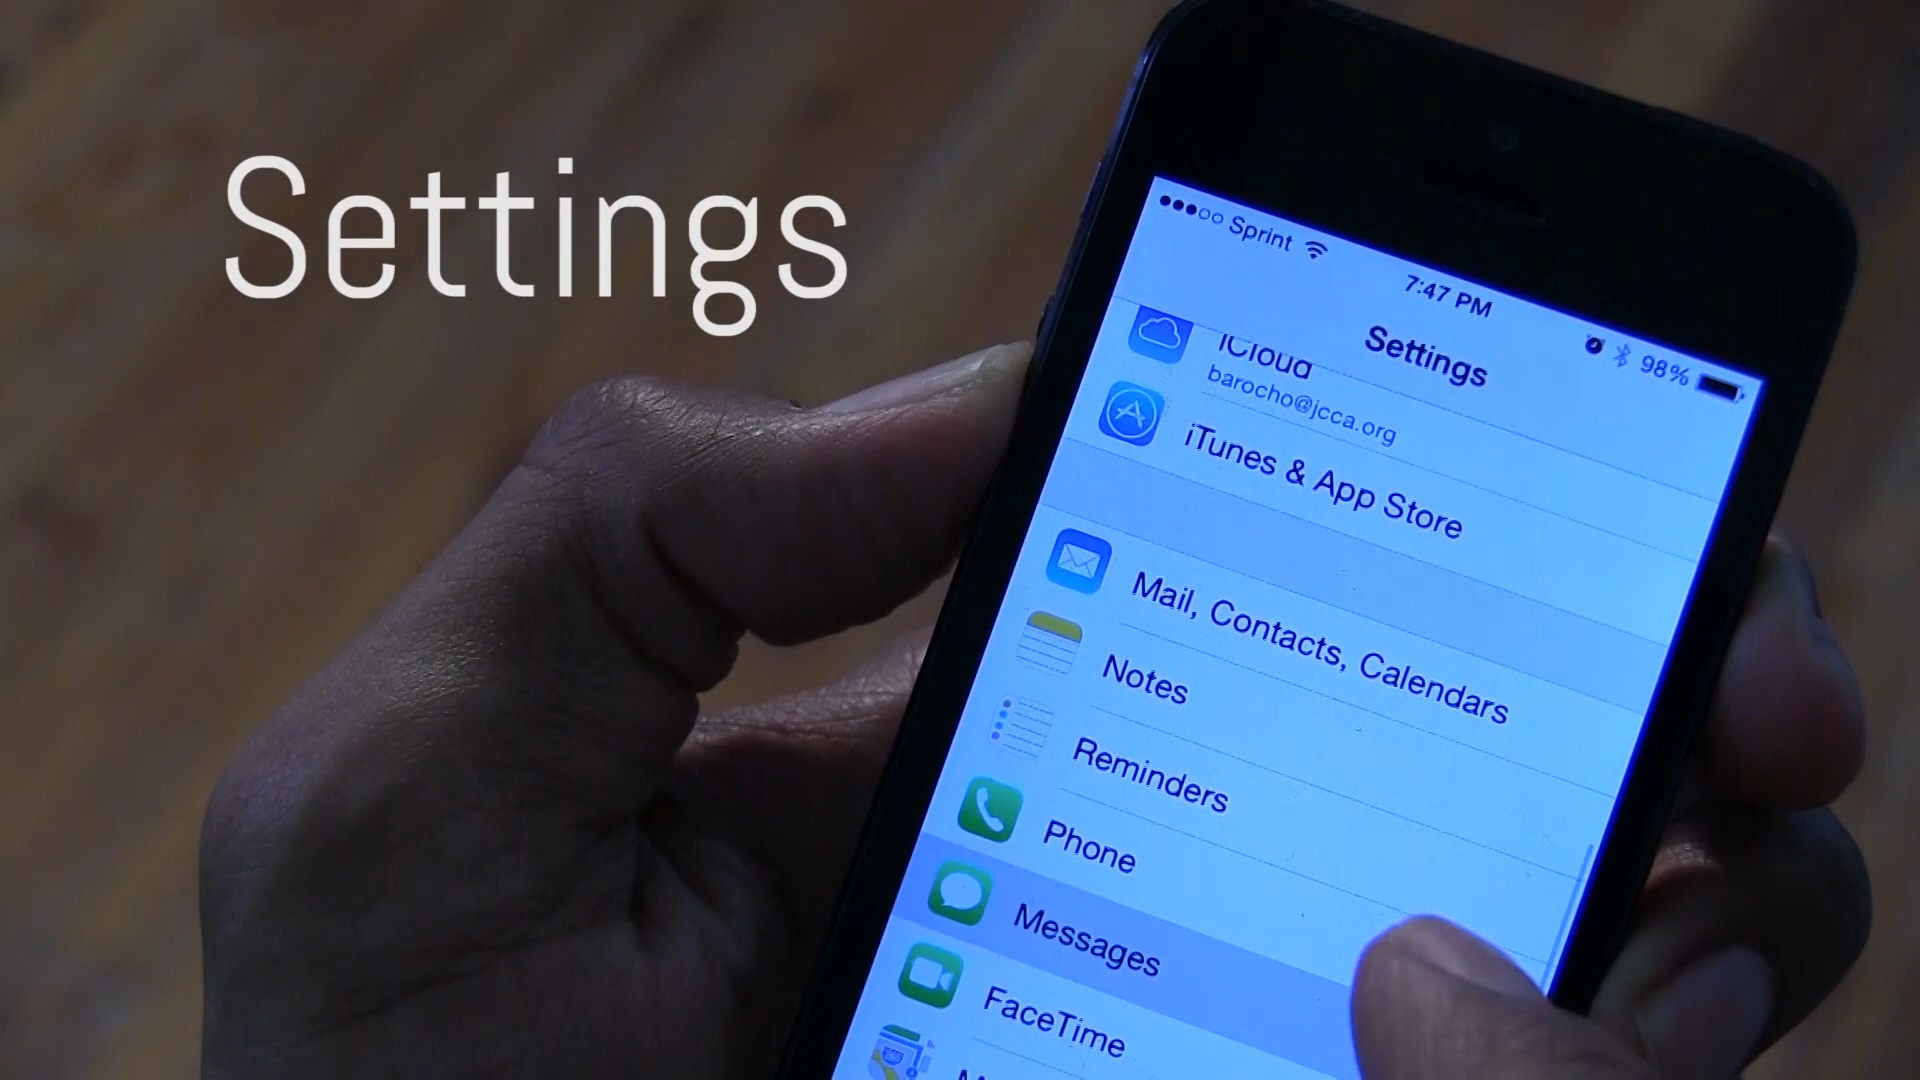 Settings
Sprint
7:47 PM
98%
Settings
iCloud
barocho@jcca.org
iTunes & App Store
Mail, Contacts, Calendars
Notes
Reminders
Phone
Messages
FaceTime